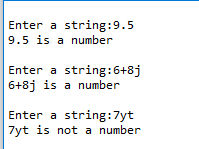 Enter a string:9.5
9.5 is a number
Enter a string:6+8j
6+8j is a number
Enter a string:7yt
7yt is not a number